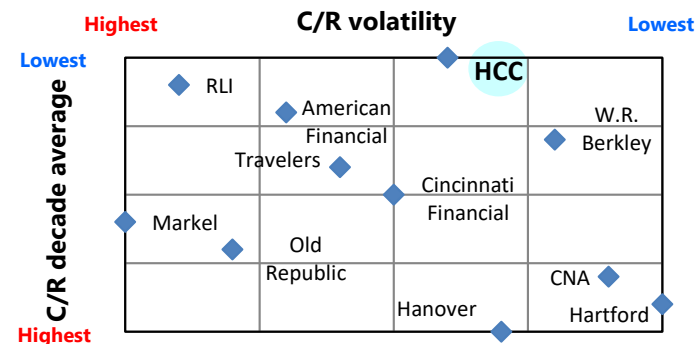 C/R volatility
Highest
Lowest
Lowest
HCC
RLI
American
Financial
W.R.
Berkley
Travelers
C/R decade average
Cincinnati
Financial
Markel
Old
Republic
CNA
Hanover
Hartford
Highest